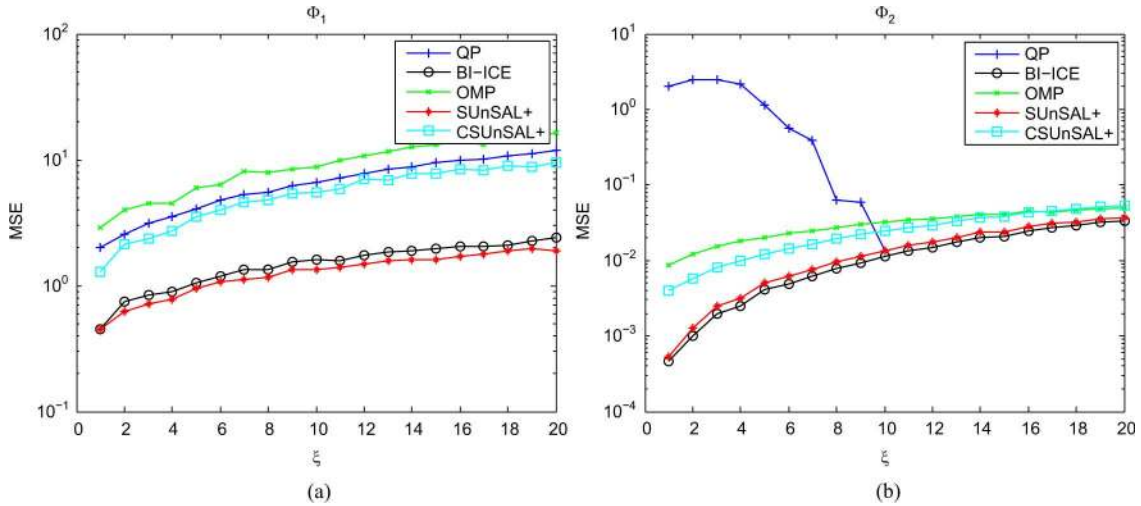 Φ1
10^2
10^1
10^0
10^−1
MSE
0 2 4 6 8 10 12 14 16 18 20
ξ
QP
BI−ICE
OMP
SUnSAL+
CSUnSAL+
(a)
Φ2
10^1
10^0
10^−1
10^−2
10^−3
10^−4
MSE
0 2 4 6 8 10 12 14 16 18 20
ξ
QP
BI−ICE
OMP
SUnSAL+
CSUnSAL+
(b)